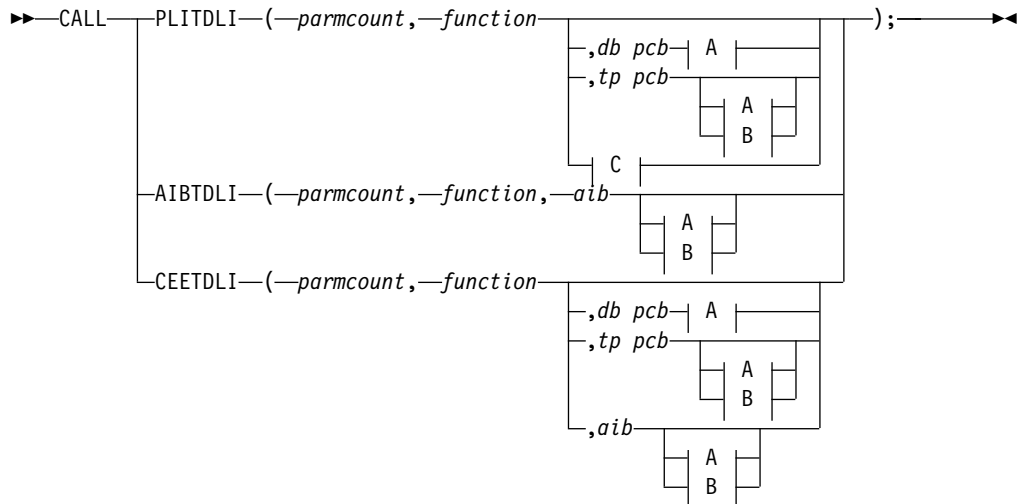 CALL PLITDLI ( parmcount, function );
,db pcb A
,tp pcb
A
B
C
AIBTDLI ( parmcount, function, aib
A
B
CEETDLI ( parmcount, function
,db pcb A
,tp pcb
A
B
,aib
A
B